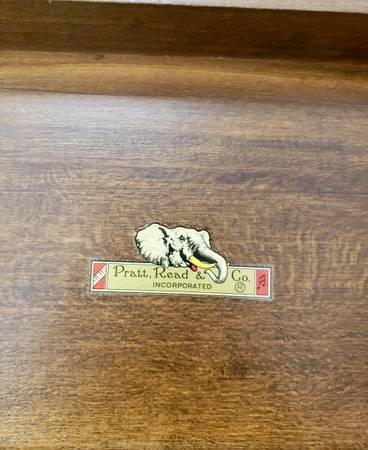 Pratt, Read & Co.
INCORPORATED ®